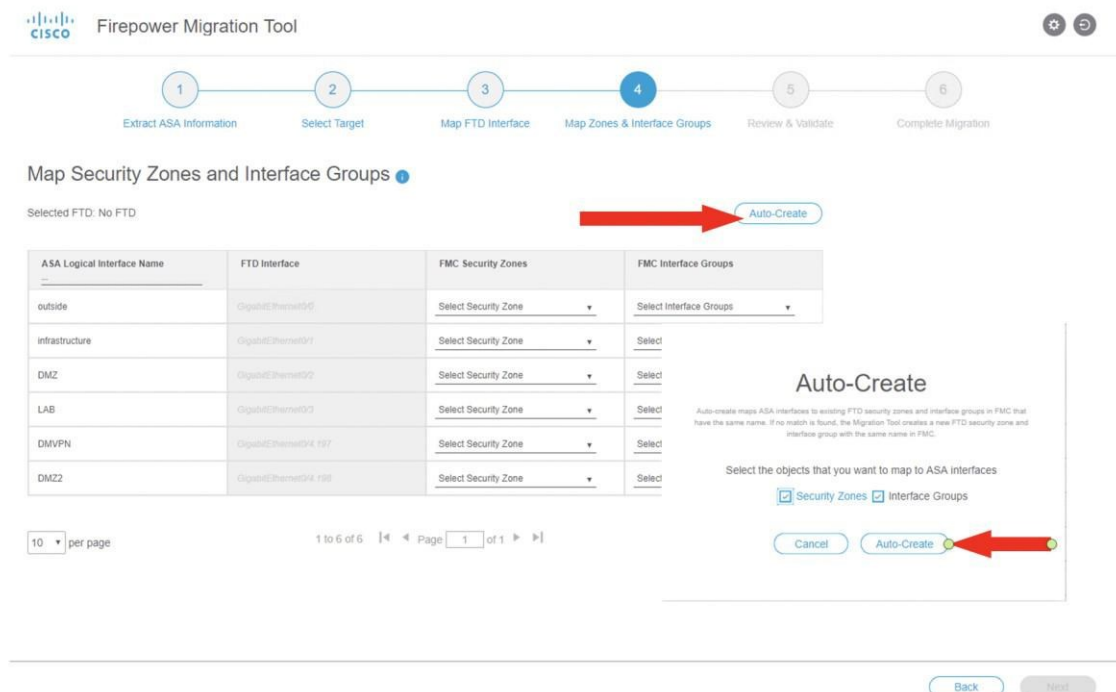 CISCO
Firepower Migration Tool
1 2 3 4 5 6
Extract ASA Information Select Target Map FTD Interface Map Zones & Interface Groups Review & Validate Complete Migration
Map Security Zones and Interface Groups i
Selected FTD: No FTD
Auto-Create
ASA Logical Interface Name FTD Interface FMC Security Zones FMC Interface Groups
...
outside GigabitEthernet0/0 Select Security Zone Select Interface Groups
infrastructure GigabitEthernet0/1 Select Security Zone Select
DMZ GigabitEthernet0/2 Select Security Zone Select
LAB GigabitEthernet0/3 Select Security Zone Select
DMVPN GigabitEthernet0/4.197 Select Security Zone Select
DMZ2 GigabitEthernet0/4.198 Select Security Zone Select
Auto-Create
Auto-create maps ASA interfaces to existing FTD security zones and interface groups in FMC that
have the same name. If no match is found, the Migration Tool creates a new FTD security zone and
interface group with the same name in FMC.
Select the objects that you want to map to ASA interfaces
Security Zones Interface Groups
Cancel Auto-Create
10 per page 1 to 6 of 6 Page 1 of 1
Back Next